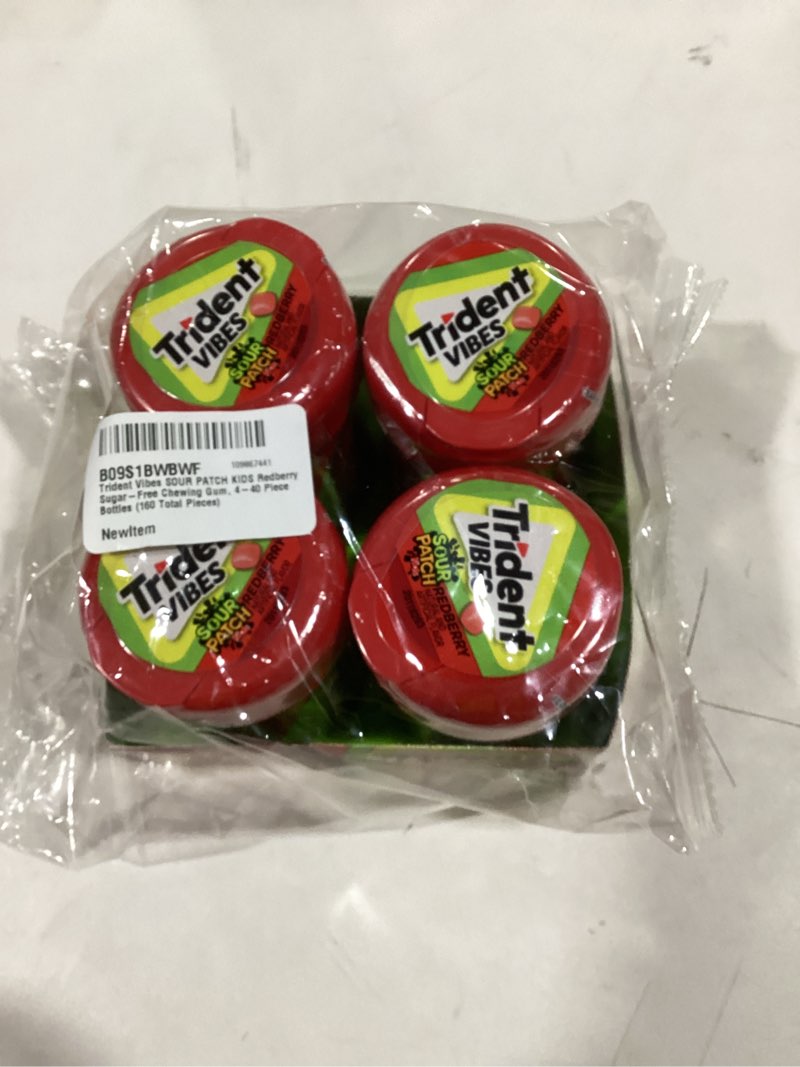 Trident
VIBES
SOUR
PATCH
REDBERRY
Trident
VIBES
SOUR
PATCH
REDBERRY
B09S1BWBWF
Trident Vibes SOUR PATCH KIDS Redberry
Sugar-Free Chewing Gum, 4-40 Piece
Bottles (160 Total Pieces)
NewItem
VIBES
SOUR
PATCH
REDBERRY
Trident
VIBES
SOUR
PATCH
REDBERRY